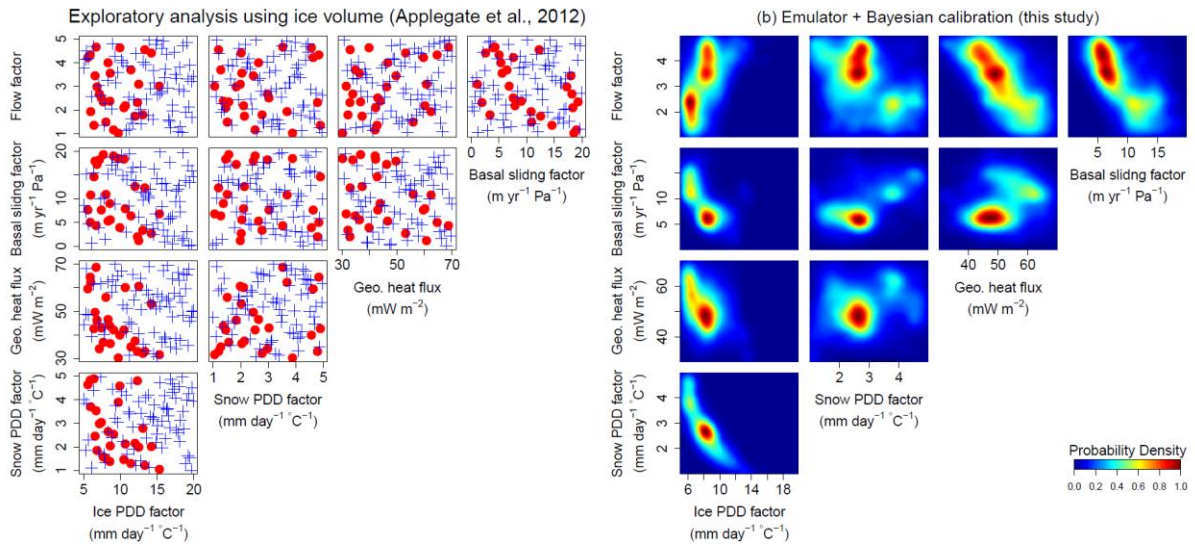 Exploratory analysis using ice volume (Applegate et al., 2012)
Flow factor
1 2 3 4 5
0 5 10 15 20
Basal slidng factor
(m yr⁻¹ Pa⁻¹)
Basal sliding factor
(m yr⁻¹ Pa⁻¹)
0 5 10 15 20
30 40 50 60 70
Geo. heat flux
(mW m⁻²)
Geo. heat flux
(mW m⁻²)
30 50 70
1 2 3 4 5
Snow PDD factor
(mm day⁻¹ °C⁻¹)
Snow PDD factor
(mm day⁻¹ °C⁻¹)
1 2 3 4 5
5 10 15 20
Ice PDD factor
(mm day⁻¹ °C⁻¹)
(b) Emulator + Bayesian calibration (this study)
Flow factor
2 3 4
5 10 15
Basal slidng factor
(m yr⁻¹ Pa⁻¹)
Basal sliding factor
(m yr⁻¹ Pa⁻¹)
5 10
40 50 60
Geo. heat flux
(mW m⁻²)
Geo. heat flux
(mW m⁻²)
40 50 60
2 3 4
Snow PDD factor
(mm day⁻¹ °C⁻¹)
Snow PDD factor
(mm day⁻¹ °C⁻¹)
2 3 4
6 8 10 14 18
Ice PDD factor
(mm day⁻¹ °C⁻¹)
Probability Density
0.0 0.2 0.4 0.6 0.8 1.0